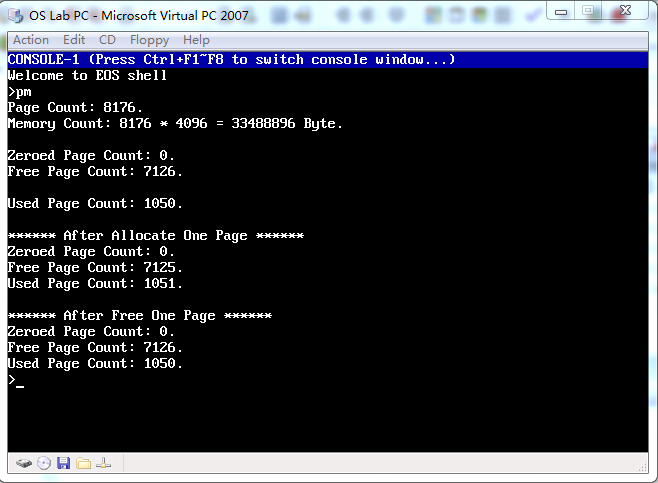 OS Lab PC - Microsoft Virtual PC 2007
Action Edit CD Floppy Help
CONSOLE-1 (Press Ctrl+F1~F8 to switch console window...)
Welcome to EOS shell
>pm
Page Count: 8176.
Memory Count: 8176 * 4096 = 33488896 Byte.
Zeroed Page Count: 0.
Free Page Count: 7126.
Used Page Count: 1050.
****** After Allocate One Page ******
Zeroed Page Count: 0.
Free Page Count: 7125.
Used Page Count: 1051.
****** After Free One Page ******
Zeroed Page Count: 0.
Free Page Count: 7126.
Used Page Count: 1050.
>_